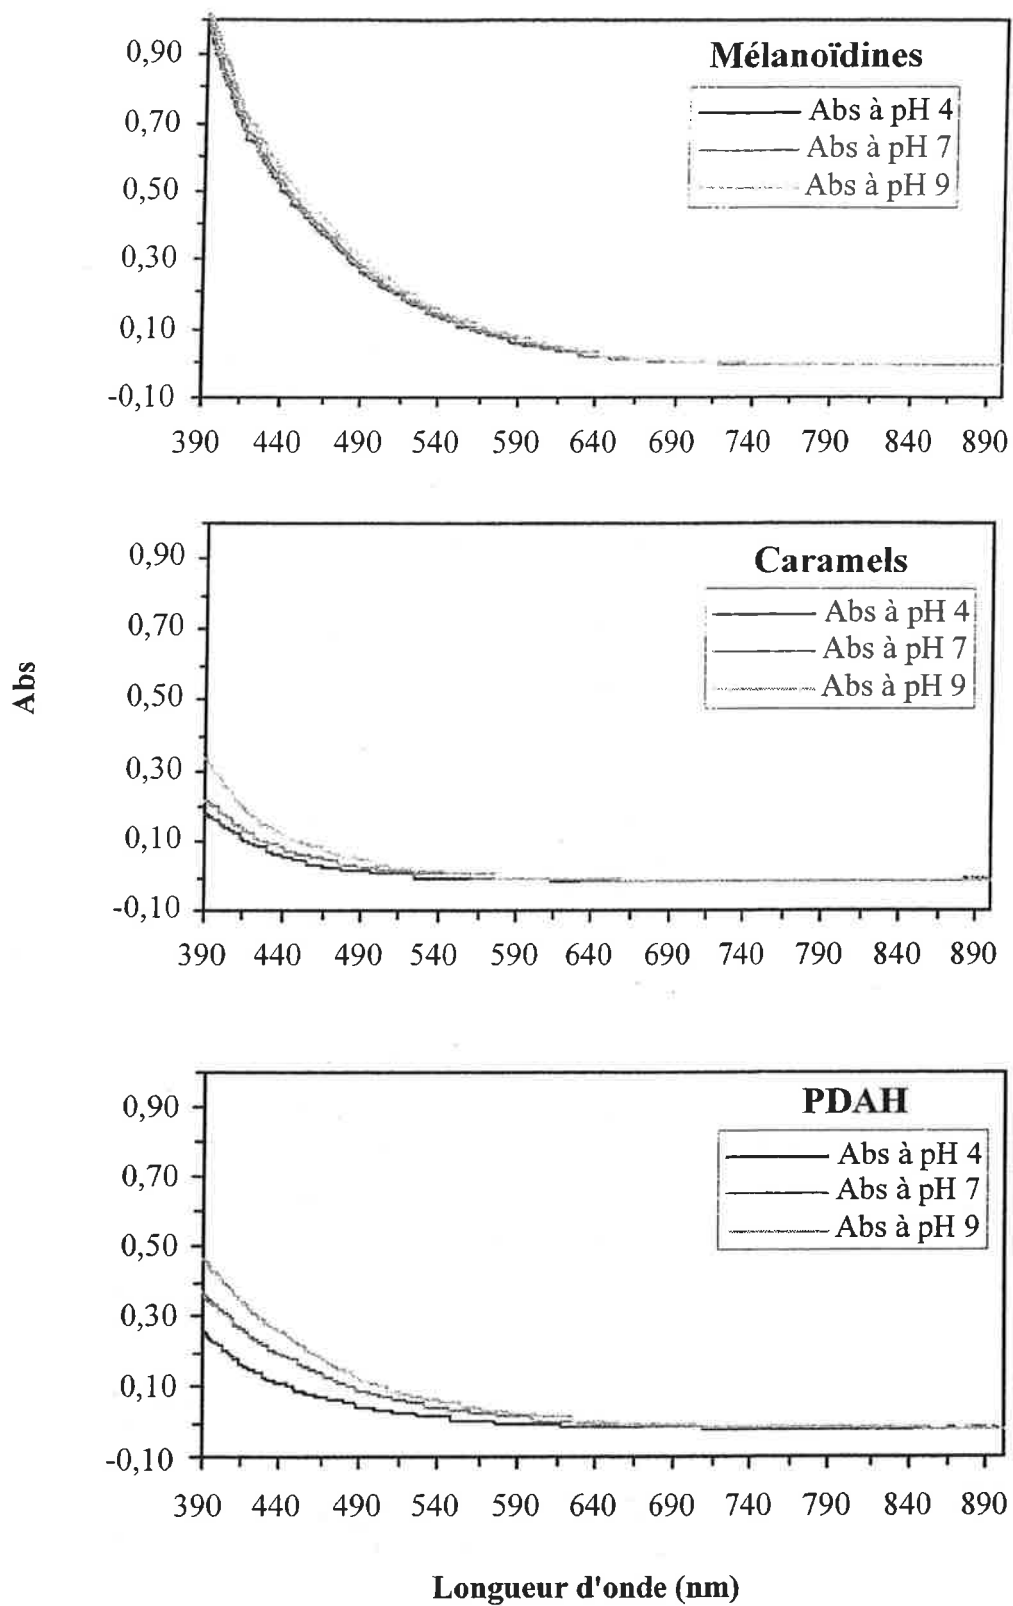 Mélanoïdines
Abs à pH 4
Abs à pH 7
Abs à pH 9
0,90
0,70
0,50
0,30
0,10
-0,10
390 440 490 540 590 640 690 740 790 840 890
Caramels
Abs à pH 4
Abs à pH 7
Abs à pH 9
0,90
0,70
0,50
0,30
0,10
-0,10
390 440 490 540 590 640 690 740 790 840 890
Abs
PDAH
Abs à pH 4
Abs à pH 7
Abs à pH 9
0,90
0,70
0,50
0,30
0,10
-0,10
390 440 490 540 590 640 690 740 790 840 890
Longueur d'onde (nm)